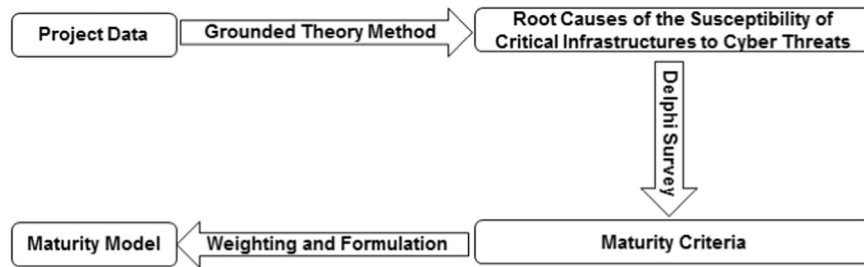 Project Data
Grounded Theory Method
Root Causes of the Susceptibility of
Critical Infrastructures to Cyber Threats
Delphi Survey
Maturity Criteria
Weighting and Formulation
Maturity Model